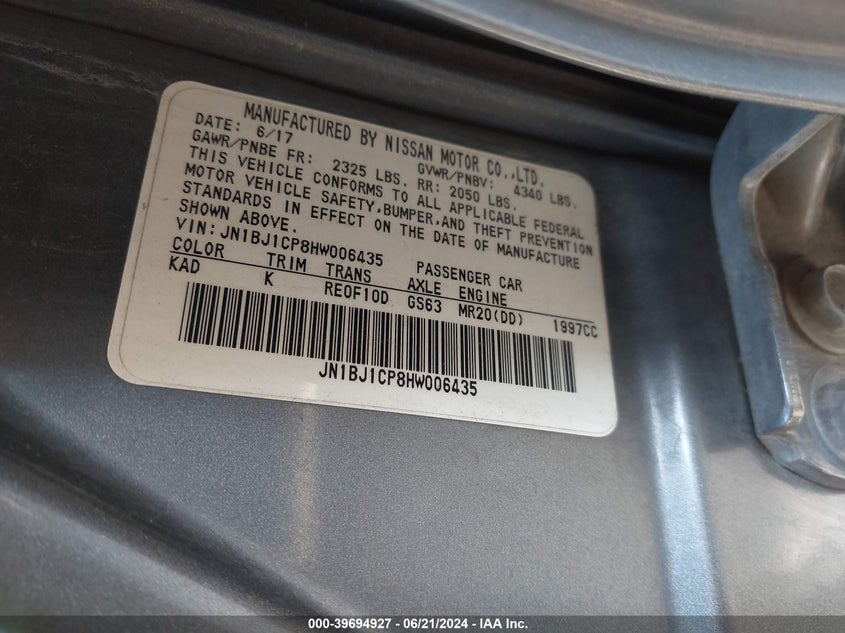 MANUFACTURED BY NISSAN MOTOR CO.,LTD.
DATE: 6/17 GVWR/PNBV: 4340 LBS.
GAWR/PNBE FR: 2325 LBS. RR: 2050 LBS.
THIS VEHICLE CONFORMS TO ALL APPLICABLE FEDERAL
MOTOR VEHICLE SAFETY,BUMPER,AND THEFT PREVENTION
STANDARDS IN EFFECT ON THE DATE OF MANUFACTURE
SHOWN ABOVE.
VIN:JN1BJ1CP8HW006435 PASSENGER CAR
COLOR TRIM TRANS AXLE ENGINE
KAD K RE0F10D GS63 MR20(DD) 1997CC
JN1BJ1CP8HW006435
000-39694927 - 06/21/2024 - IAA Inc.